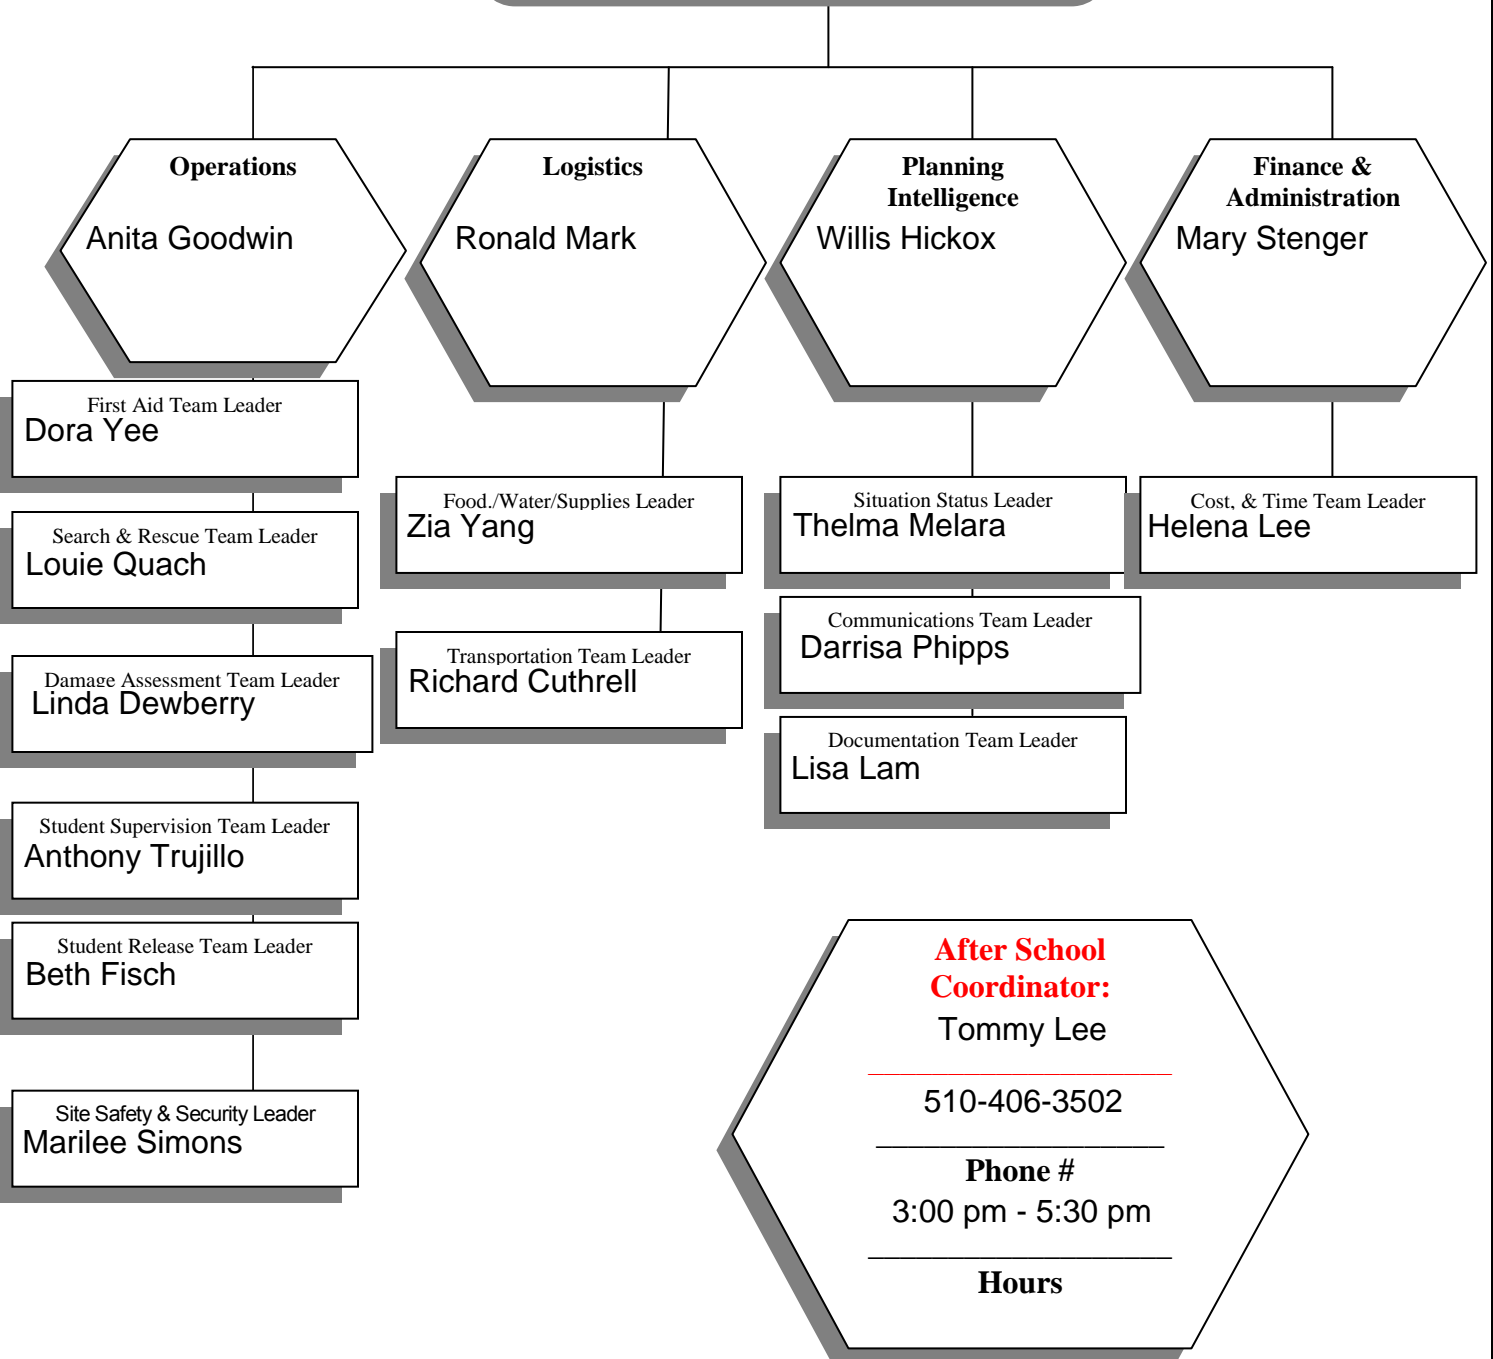 Operations
Anita Goodwin
Logistics
Ronald Mark
Planning
Intelligence
Willis Hickox
Finance &
Administration
Mary Stenger
First Aid Team Leader
Dora Yee
Search & Rescue Team Leader
Louie Quach
Damage Assessment Team Leader
Linda Dewberry
Student Supervision Team Leader
Anthony Trujillo
Student Release Team Leader
Beth Fisch
Site Safety & Security Leader
Marilee Simons
Food./Water/Supplies Leader
Zia Yang
Transportation Team Leader
Richard Cuthrell
Situation Status Leader
Thelma Melara
Communications Team Leader
Darrisa Phipps
Documentation Team Leader
Lisa Lam
Cost, & Time Team Leader
Helena Lee
After School
Coordinator:
Tommy Lee
510-406-3502
Phone #
3:00 pm - 5:30 pm
Hours